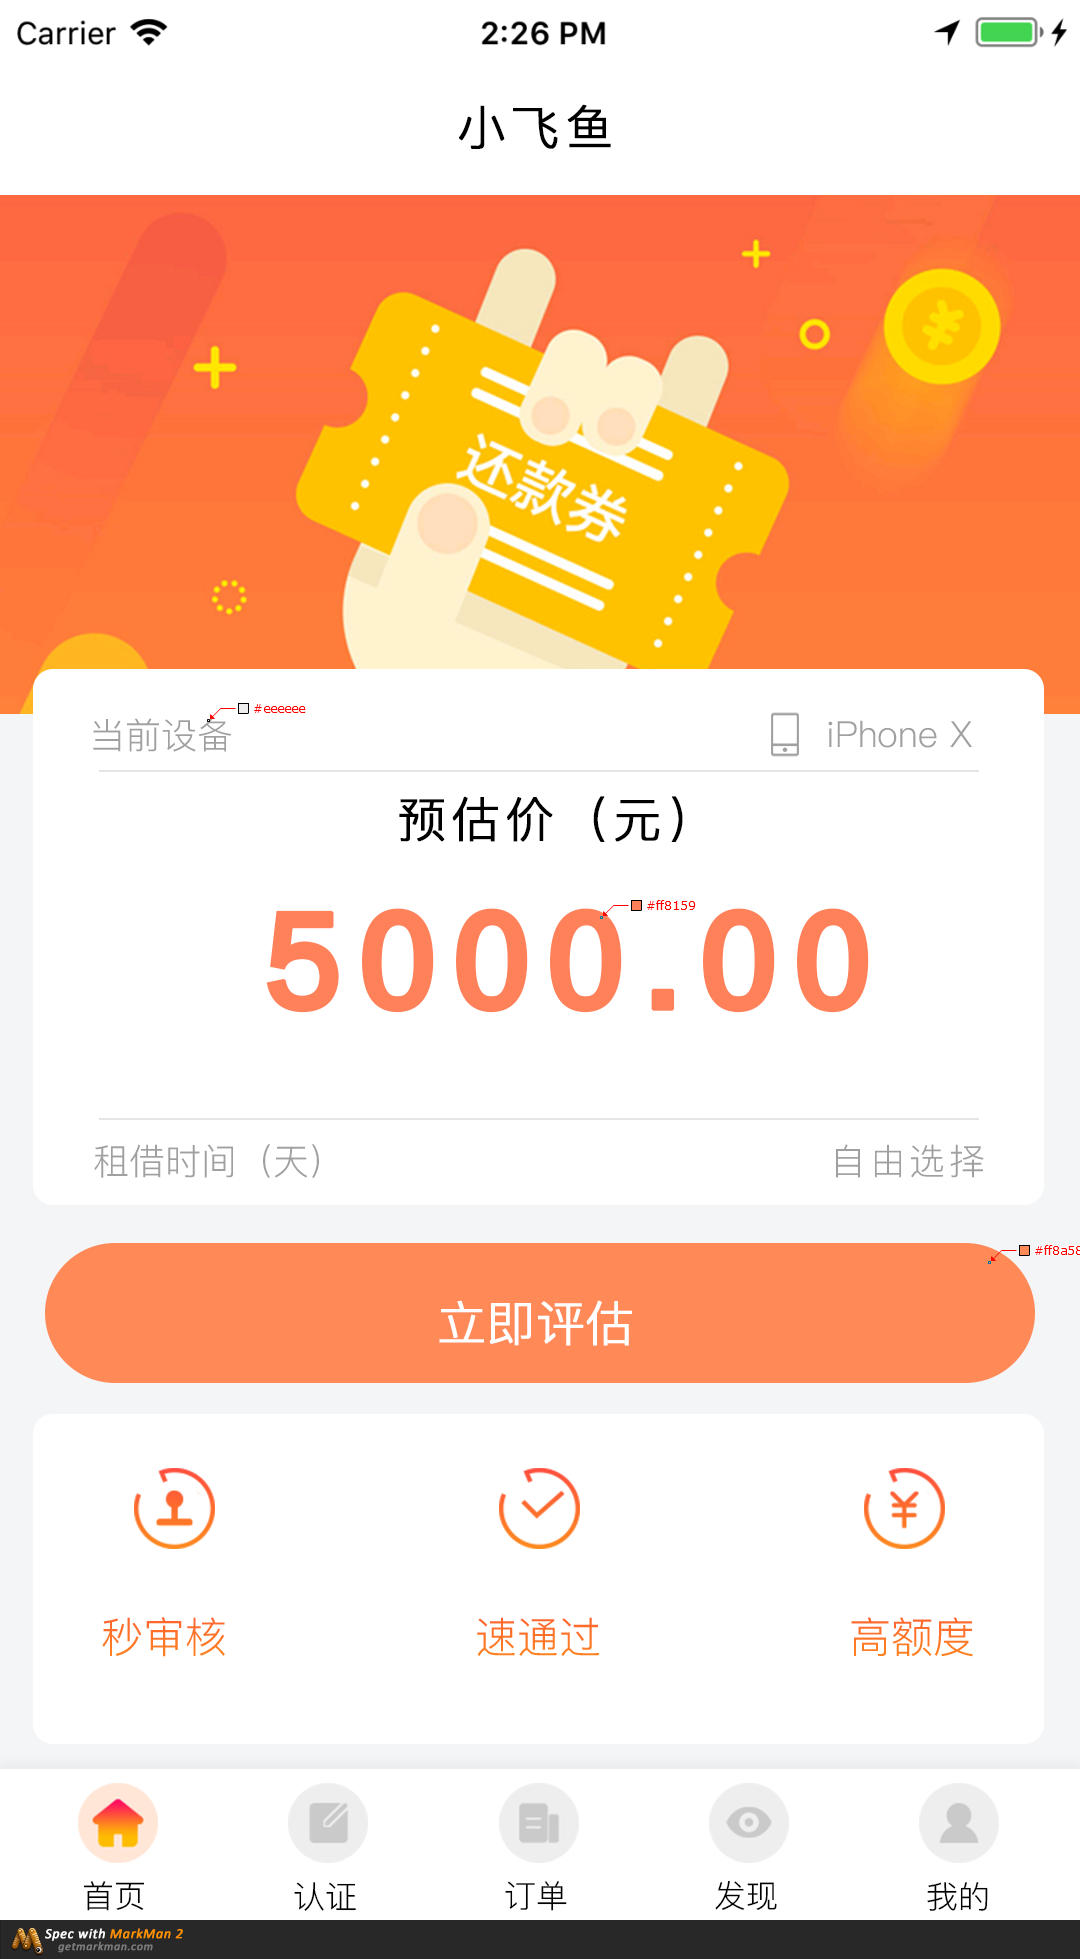 Carrier 2:26 PM
小飞鱼
还款券
#eeeeee
当前设备 iPhone X
预估价（元）
#ff8159
5000.00
租借时间（天） 自由选择
#ff8a58
立即评估
秒审核 速通过 高额度
首页 认证 订单 发现 我的
Spec with MarkMan 2
getmarkman.com